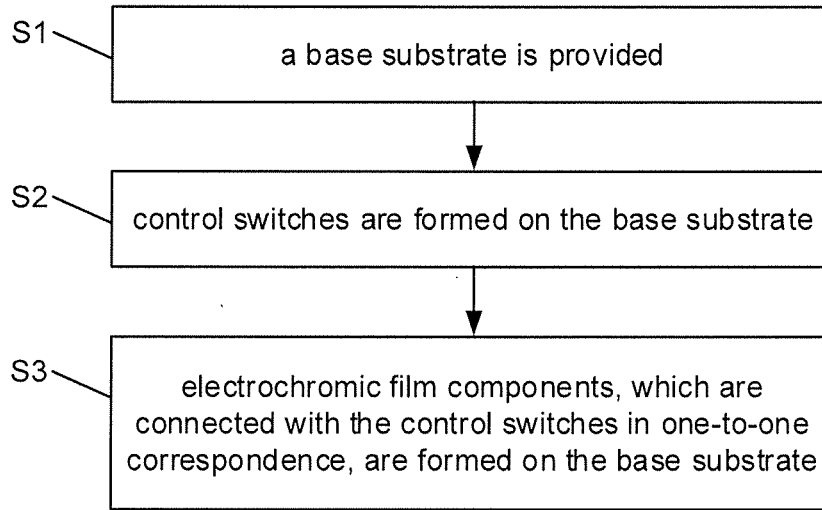 S1
a base substrate is provided
S2
control switches are formed on the base substrate
S3
electrochromic film components, which are
connected with the control switches in one-to-one
correspondence, are formed on the base substrate